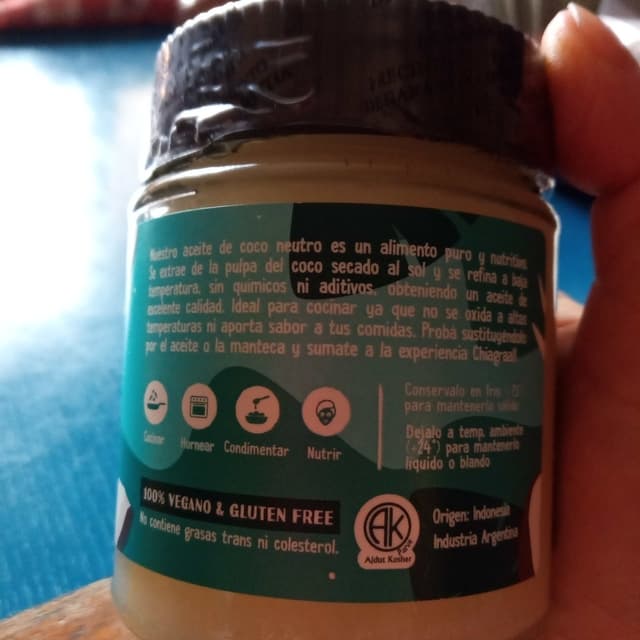 Nuestro aceite de coco neutro es un alimento puro y nutritivo.
Se extrae de la pulpa del coco secado al sol y se refina a baja
temperatura, sin químicos ni aditivos, obteniendo un aceite de
excelente calidad. Ideal para cocinar ya que no se oxida a altas
temperaturas ni aporta sabor a tus comidas. Probá sustituyéndolo
por el aceite o la manteca y sumate a la experiencia Chiagraal!
Cocinar Hornear Condimentar Nutrir
Conservalo en frío
para mantenerlo sólido
Dejalo a temp. ambiente
(+24°) para mantenerlo
líquido o blando
100% VEGANO & GLUTEN FREE
No contiene grasas trans ni colesterol.
AK
Parve
Ajdut Kosher
Origen: Indonesia
Industria Argentina